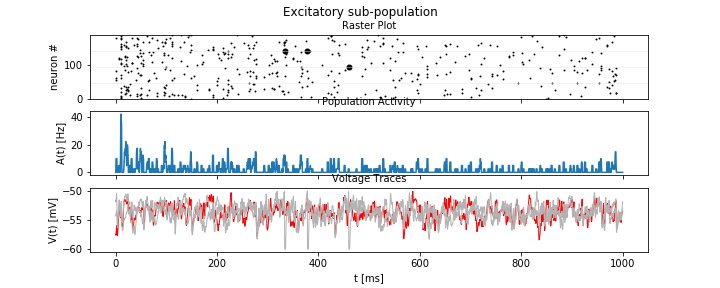 Excitatory sub-population
Raster Plot
neuron #
100
0
Population Activity
A(t) [Hz]
40
20
0
Voltage Traces
V(t) [mV]
−50
−55
−60
0 200 400 600 800 1000
t [ms]